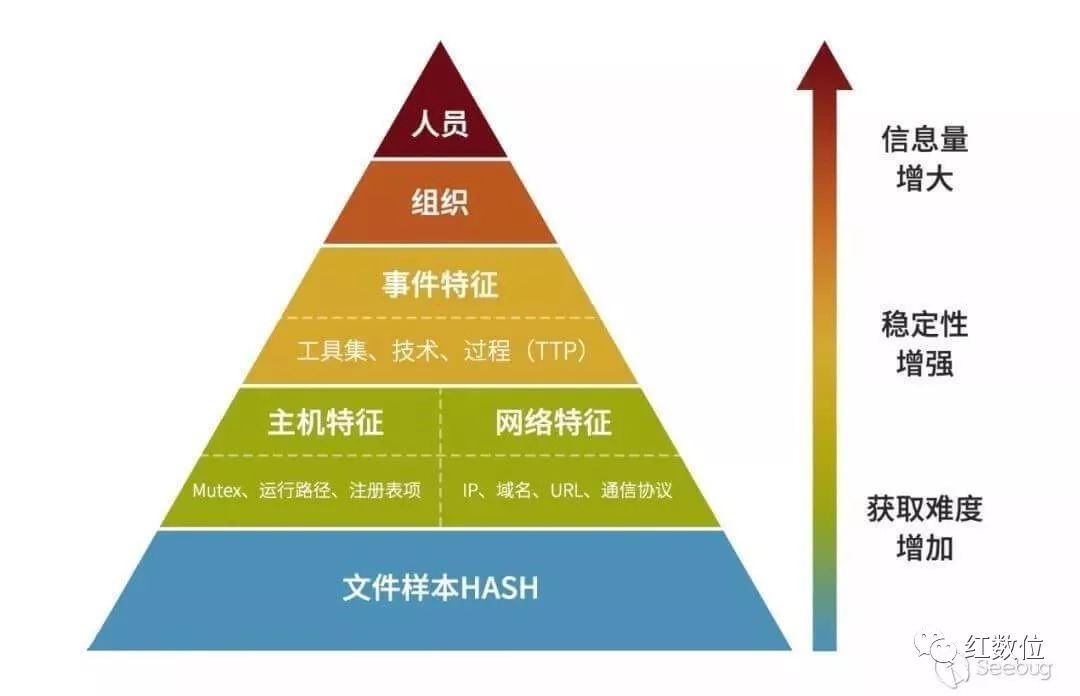 人员
组织
事件特征
工具集、技术、过程（TTP）
主机特征
网络特征
Mutex、运行路径、注册表项
IP、域名、URL、通信协议
文件样本HASH
信息量
增大
稳定性
增强
获取难度
增加
红数位
Seebug